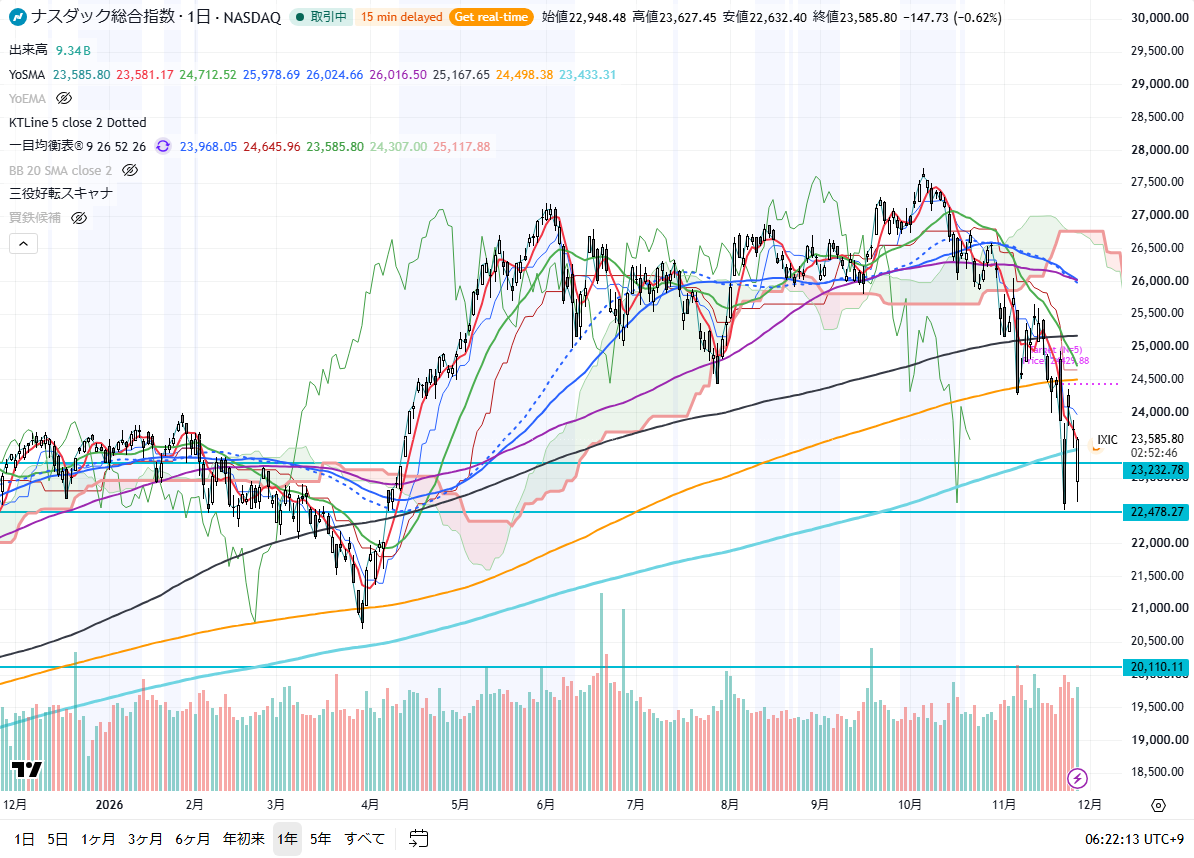 ナスダック総合指数 · 1日 · NASDAQ 取引中 15 min delayed Get real-time 始値22,948.48 高値23,627.45 安値22,632.40 終値23,585.80 −147.73 (−0.62%)
出来高 9.34 B
YoSMA 23,585.80 23,581.17 24,712.52 25,978.69 26,024.66 26,016.50 25,167.65 24,498.38 23,433.31
YoEMA
KTLine 5 close 2 Dotted
一目均衡表® 9 26 52 26 23,968.05 24,645.96 23,585.80 24,307.00 25,117.88
BB 20 SMA close 2
三役好転スキャナ
買鉄候補
30,000.00
29,500.00
29,000.00
28,500.00
28,000.00
27,500.00
27,000.00
26,500.00
26,000.00
25,500.00
25,000.00
24,500.00
24,000.00
IXIC 23,585.80
02:52:46
23,232.78
22,478.27
22,000.00
21,500.00
21,000.00
20,500.00
20,110.11
19,500.00
19,000.00
18,500.00
12月 2026 2月 3月 4月 5月 6月 7月 8月 9月 10月 11月 12月
1日 5日 1ヶ月 3ヶ月 6ヶ月 年初来 1年 5年 すべて 06:22:13 UTC+9